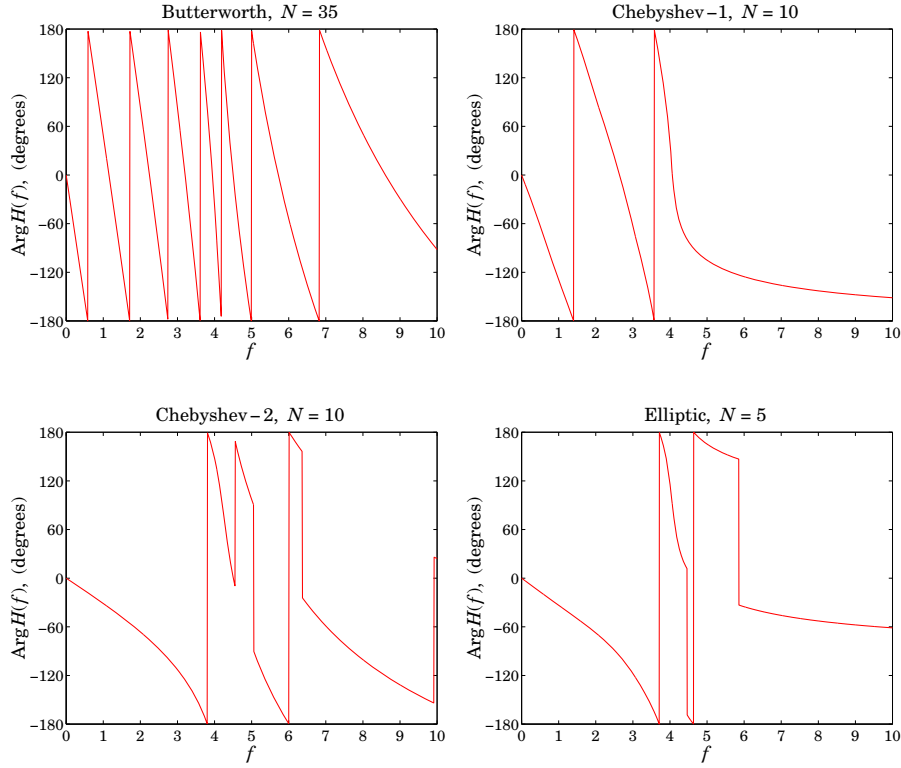 Butterworth, N = 35
180
120
60
0
−60
−120
−180
ArgH(f), (degrees)
0 1 2 3 4 5 6 7 8 9 10
f
Chebyshev−1, N = 10
180
120
60
0
−60
−120
−180
ArgH(f), (degrees)
0 1 2 3 4 5 6 7 8 9 10
f
Chebyshev−2, N = 10
180
120
60
0
−60
−120
−180
ArgH(f), (degrees)
0 1 2 3 4 5 6 7 8 9 10
f
Elliptic, N = 5
180
120
60
0
−60
−120
−180
ArgH(f), (degrees)
0 1 2 3 4 5 6 7 8 9 10
f